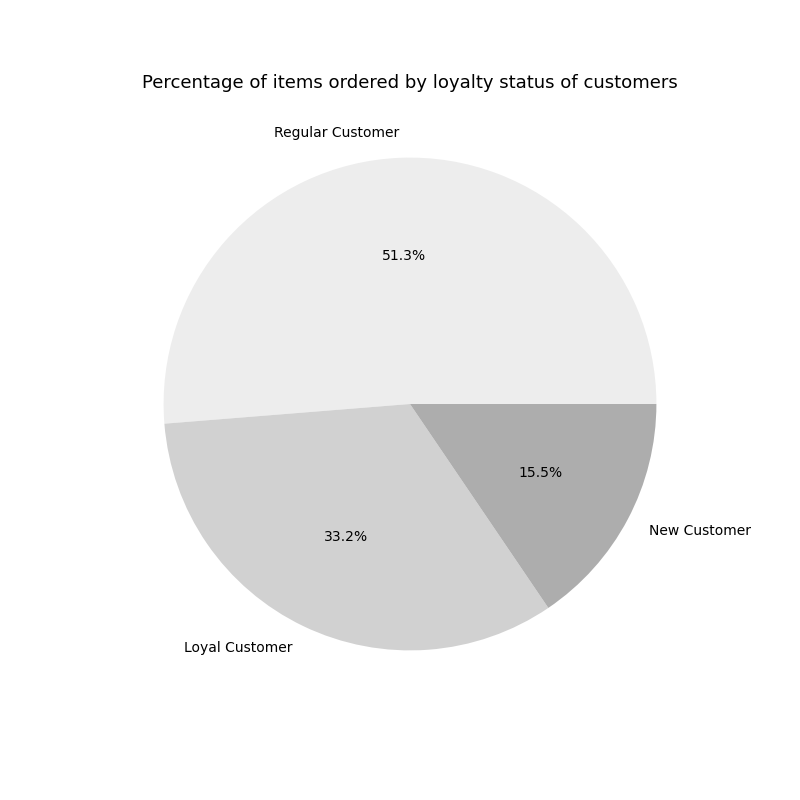 Percentage of items ordered by loyalty status of customers
Regular Customer
51.3%
15.5%
New Customer
33.2%
Loyal Customer